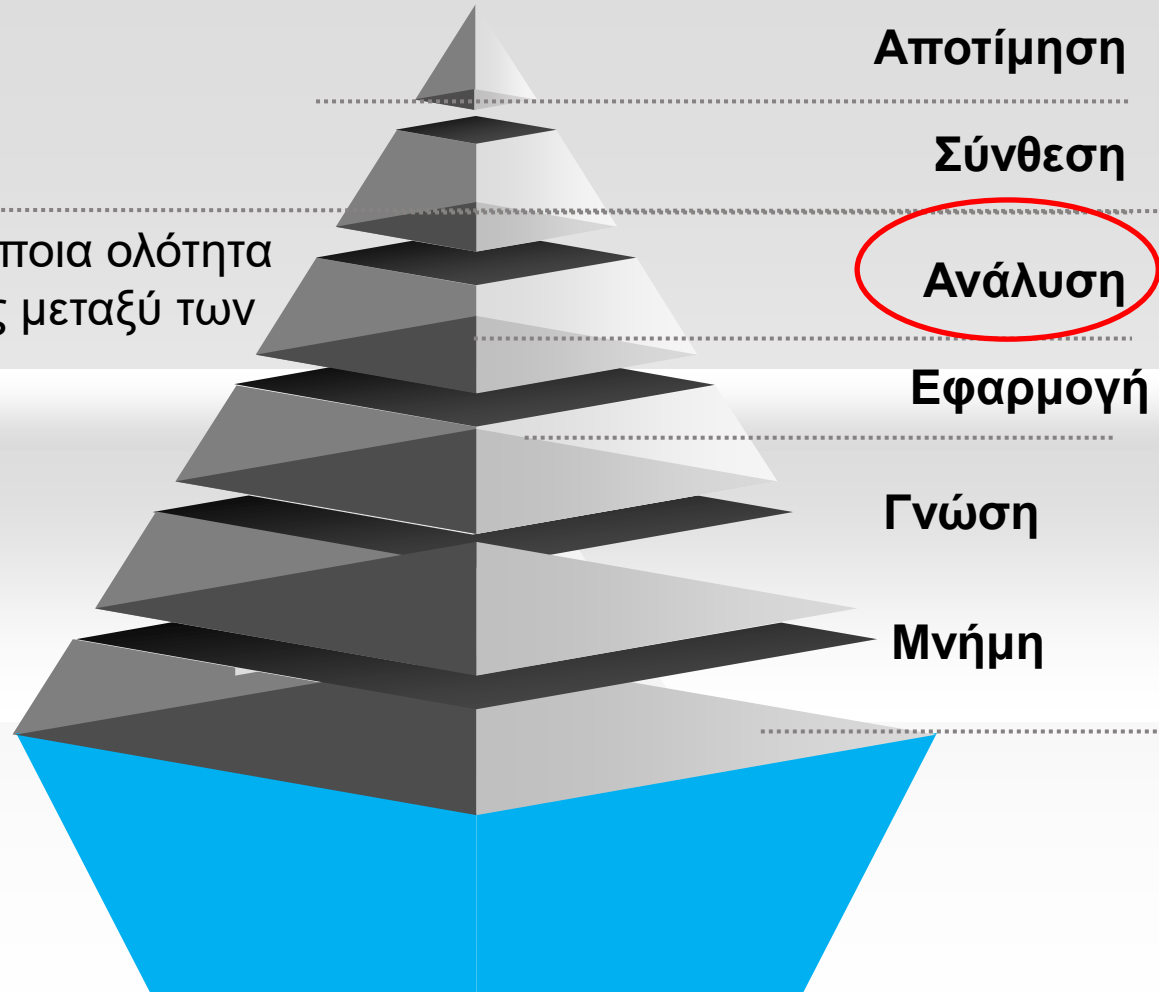 Αποτίμηση
Σύνθεση
ποια ολότητα
ς μεταξύ των
Ανάλυση
Εφαρμογή
Γνώση
Μνήμη